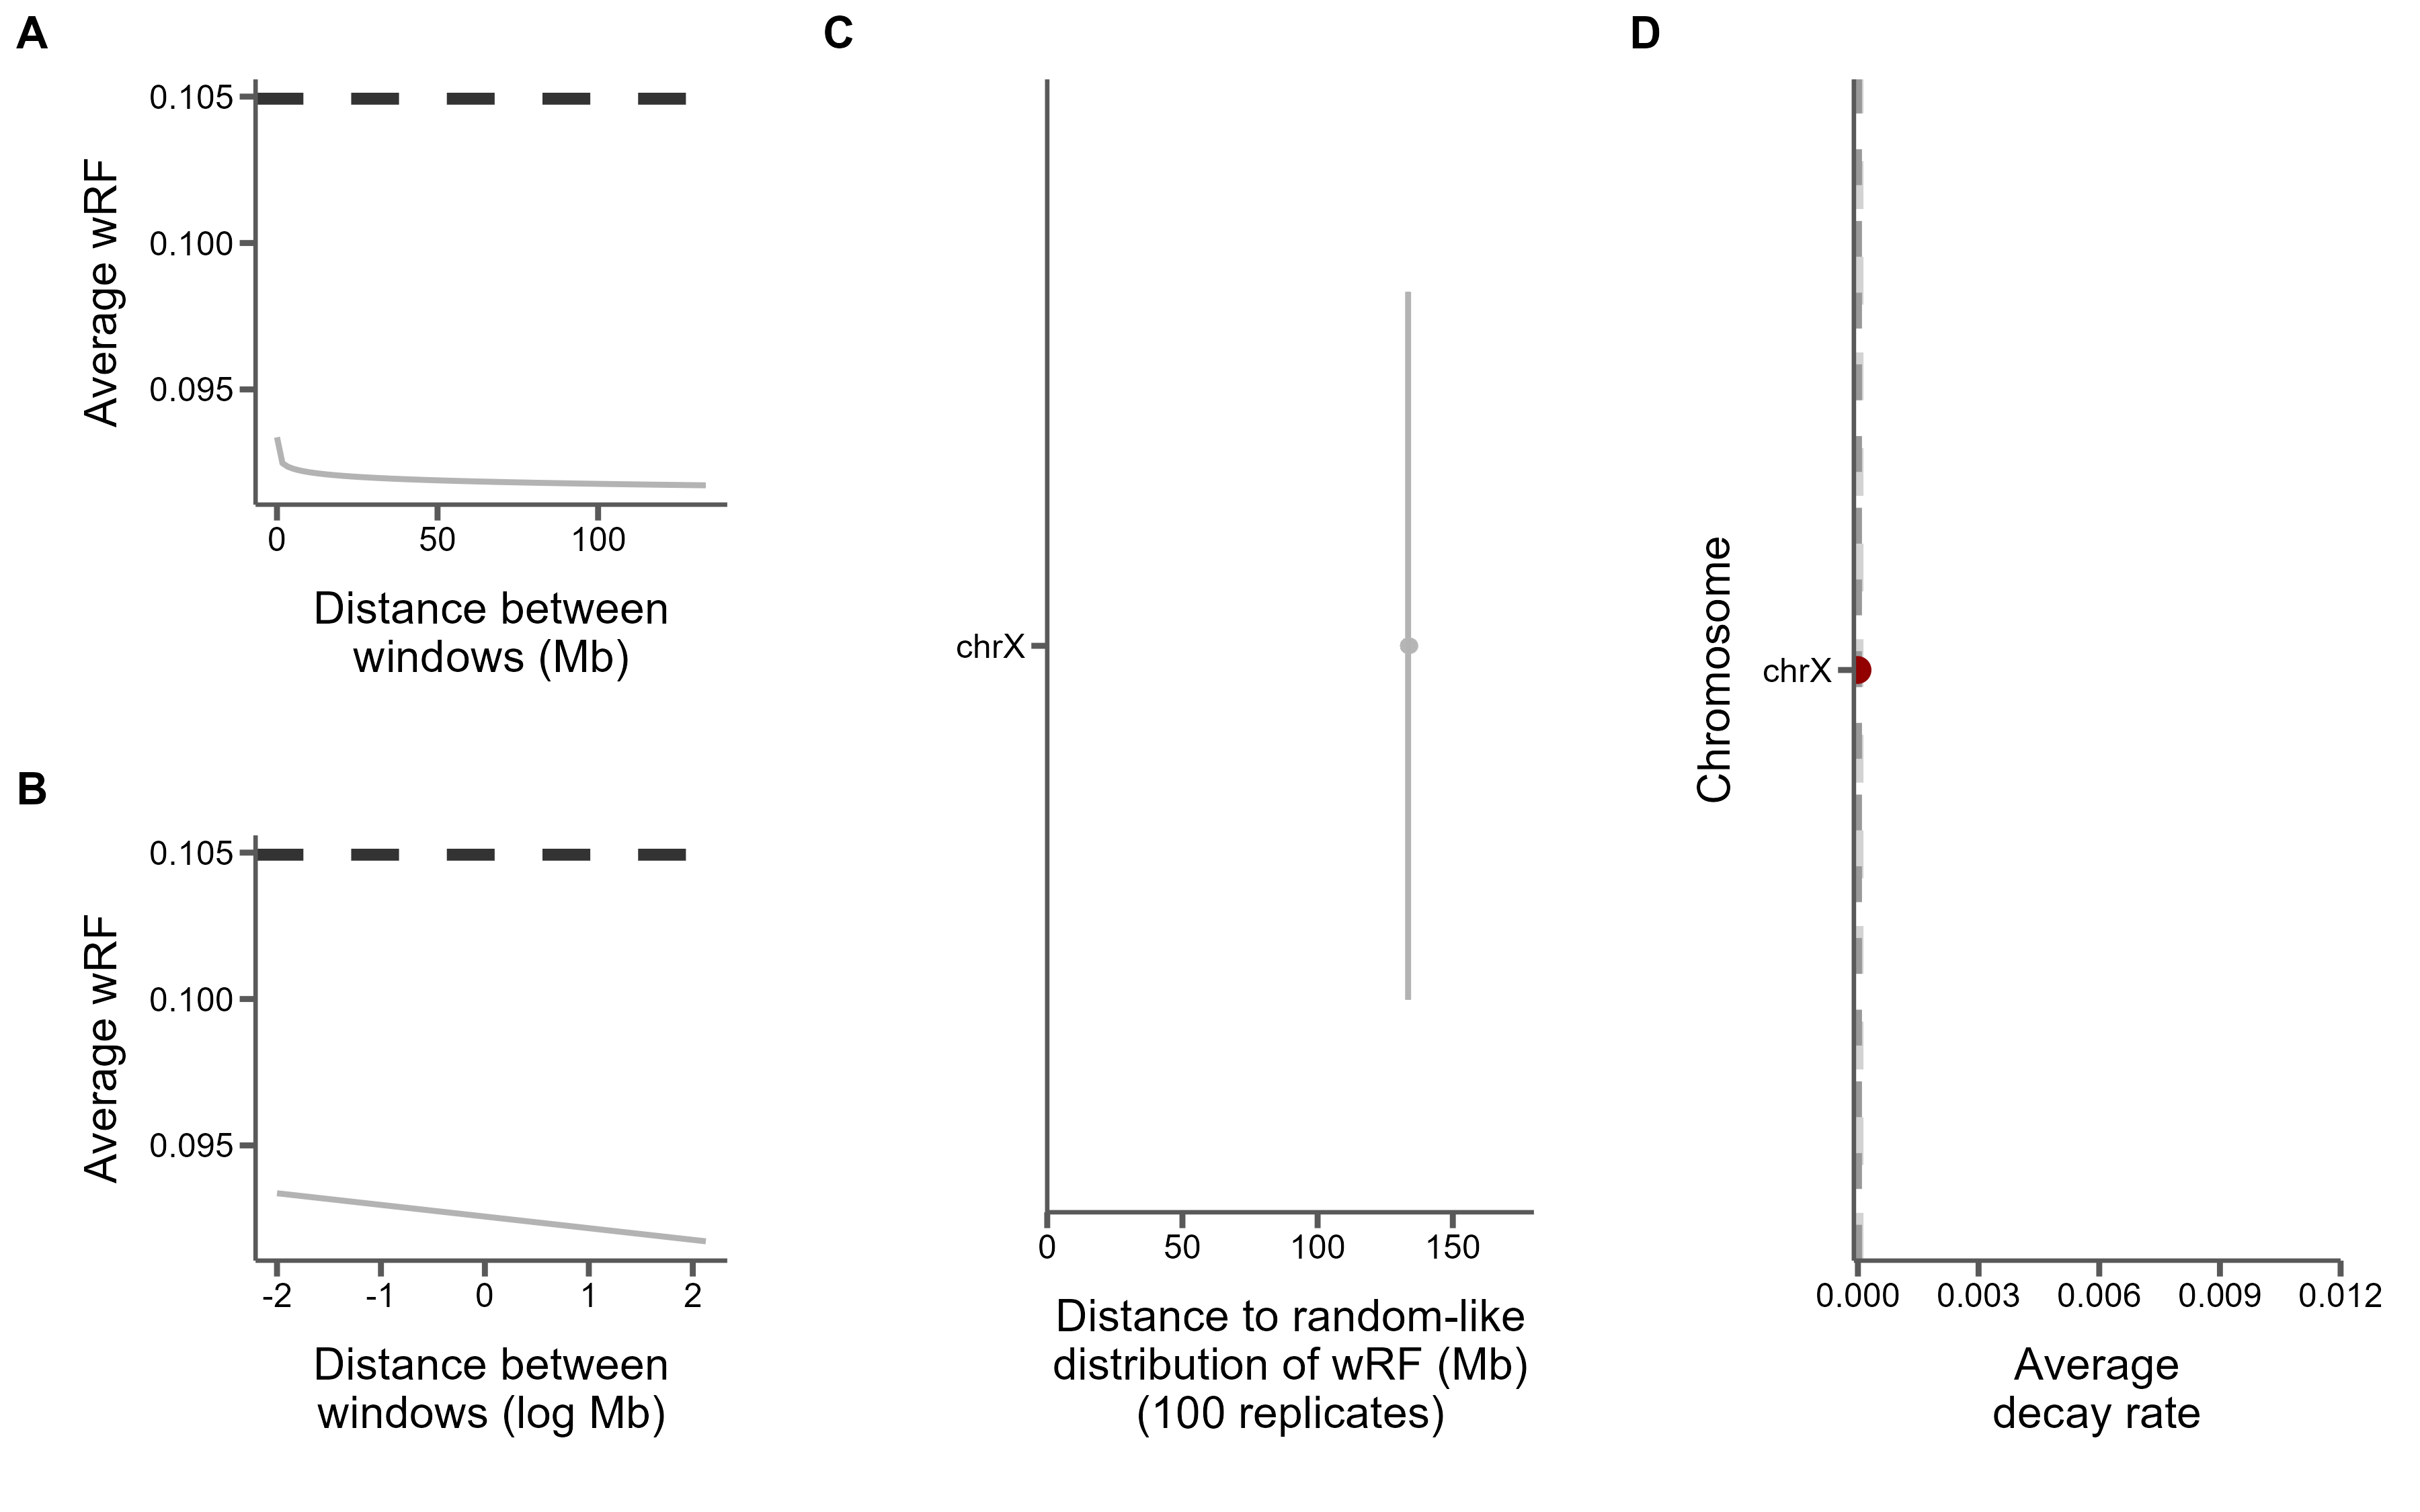 A
0.105
0.100
0.095
Average wRF
0
50
100
Distance between
windows (Mb)
B
0.105
0.100
0.095
Average wRF
-2
-1
0
1
2
Distance between
windows (log Mb)
C
chrX
0
50
100
150
Distance to random-like
distribution of wRF (Mb)
(100 replicates)
D
Chromosome
chrX
0.000
0.003
0.006
0.009
0.012
Average
decay rate